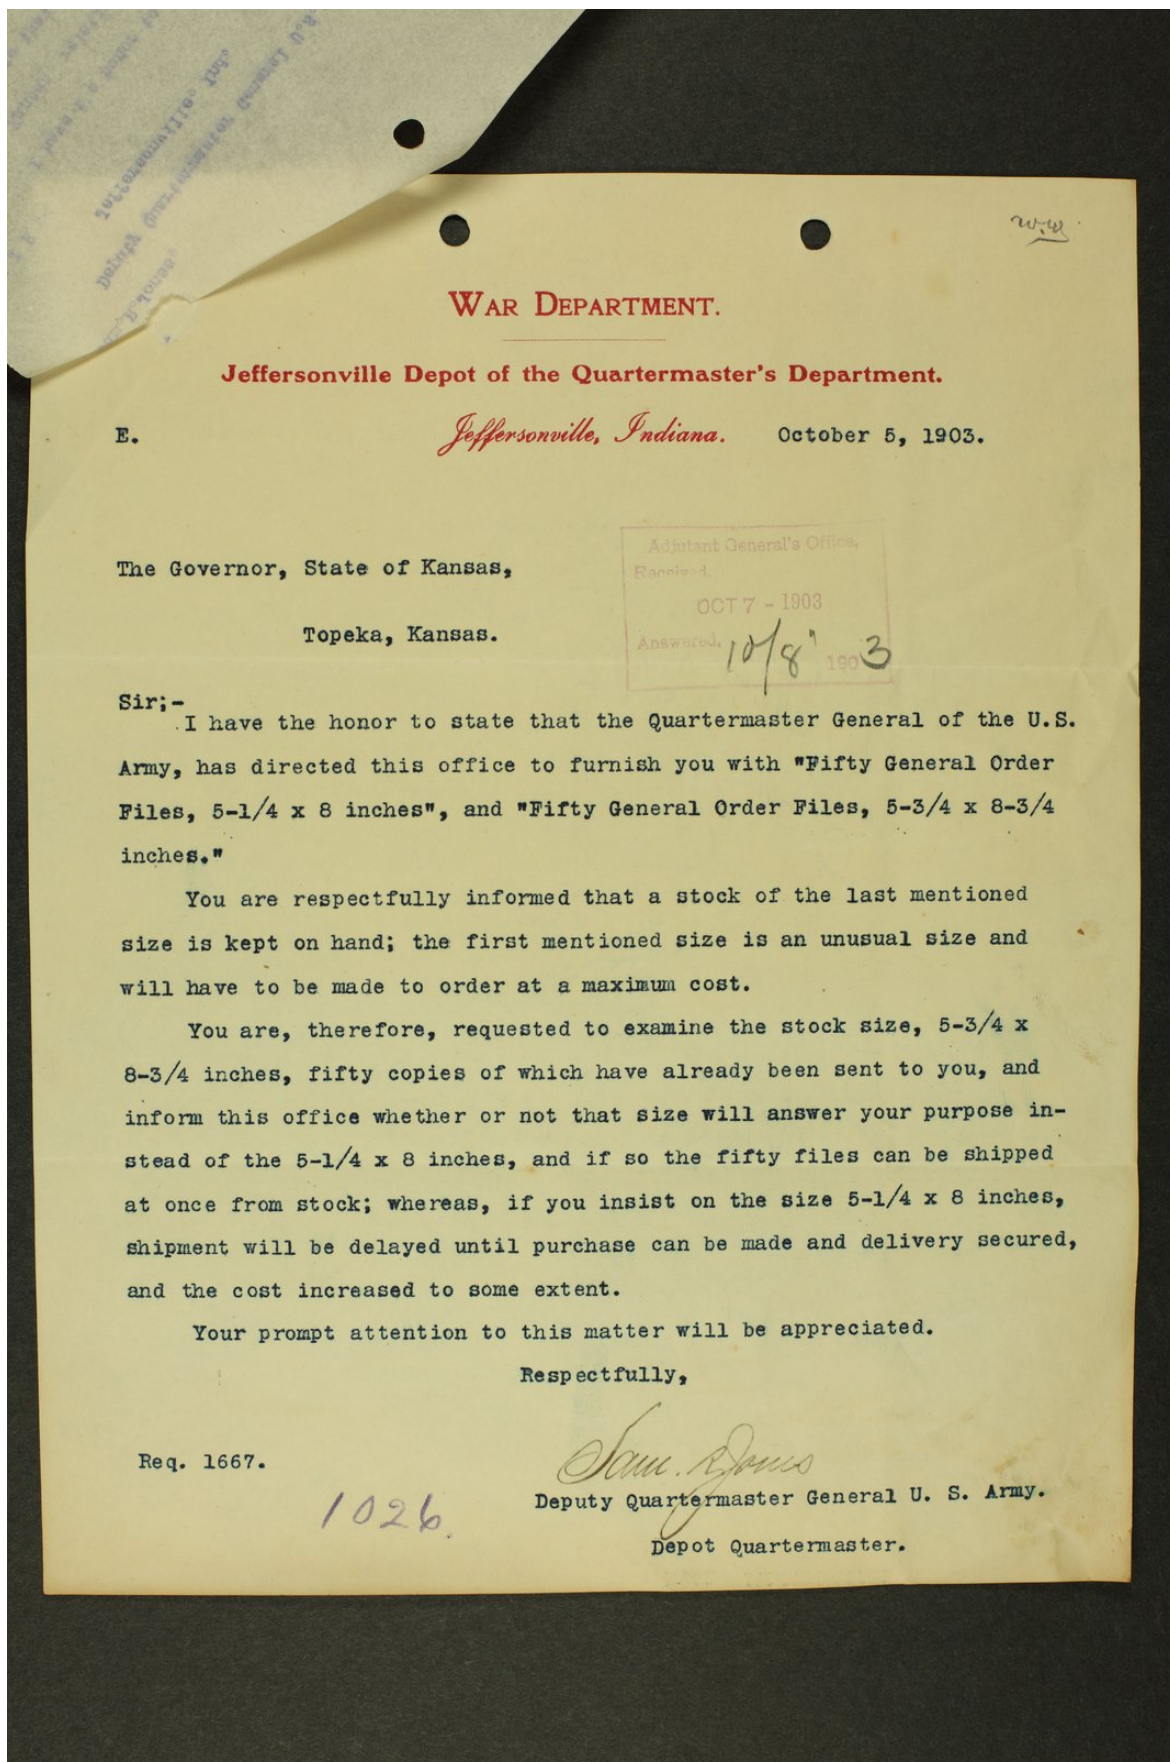 Jeffersonville, Ind.
Deputy Quartermaster General U.S.
Jones,
W.W.
WAR DEPARTMENT.
Jeffersonville Depot of the Quartermaster's Department.
E. Jeffersonville, Indiana. October 5, 1903.
Adjutant General's Office,
Received,
OCT 7 - 1903
Answered, 10/8" 1903
The Governor, State of Kansas,
Topeka, Kansas.
Sir;-
I have the honor to state that the Quartermaster General of the U.S.
Army, has directed this office to furnish you with "Fifty General Order
Files, 5-1/4 x 8 inches", and "Fifty General Order Files, 5-3/4 x 8-3/4
inches."
You are respectfully informed that a stock of the last mentioned
size is kept on hand; the first mentioned size is an unusual size and
will have to be made to order at a maximum cost.
You are, therefore, requested to examine the stock size, 5-3/4 x
8-3/4 inches, fifty copies of which have already been sent to you, and
inform this office whether or not that size will answer your purpose in-
stead of the 5-1/4 x 8 inches, and if so the fifty files can be shipped
at once from stock; whereas, if you insist on the size 5-1/4 x 8 inches,
shipment will be delayed until purchase can be made and delivery secured,
and the cost increased to some extent.
Your prompt attention to this matter will be appreciated.
Respectfully,
Sam. R. Jones
Req. 1667.
Deputy Quartermaster General U. S. Army.
1026.
Depot Quartermaster.